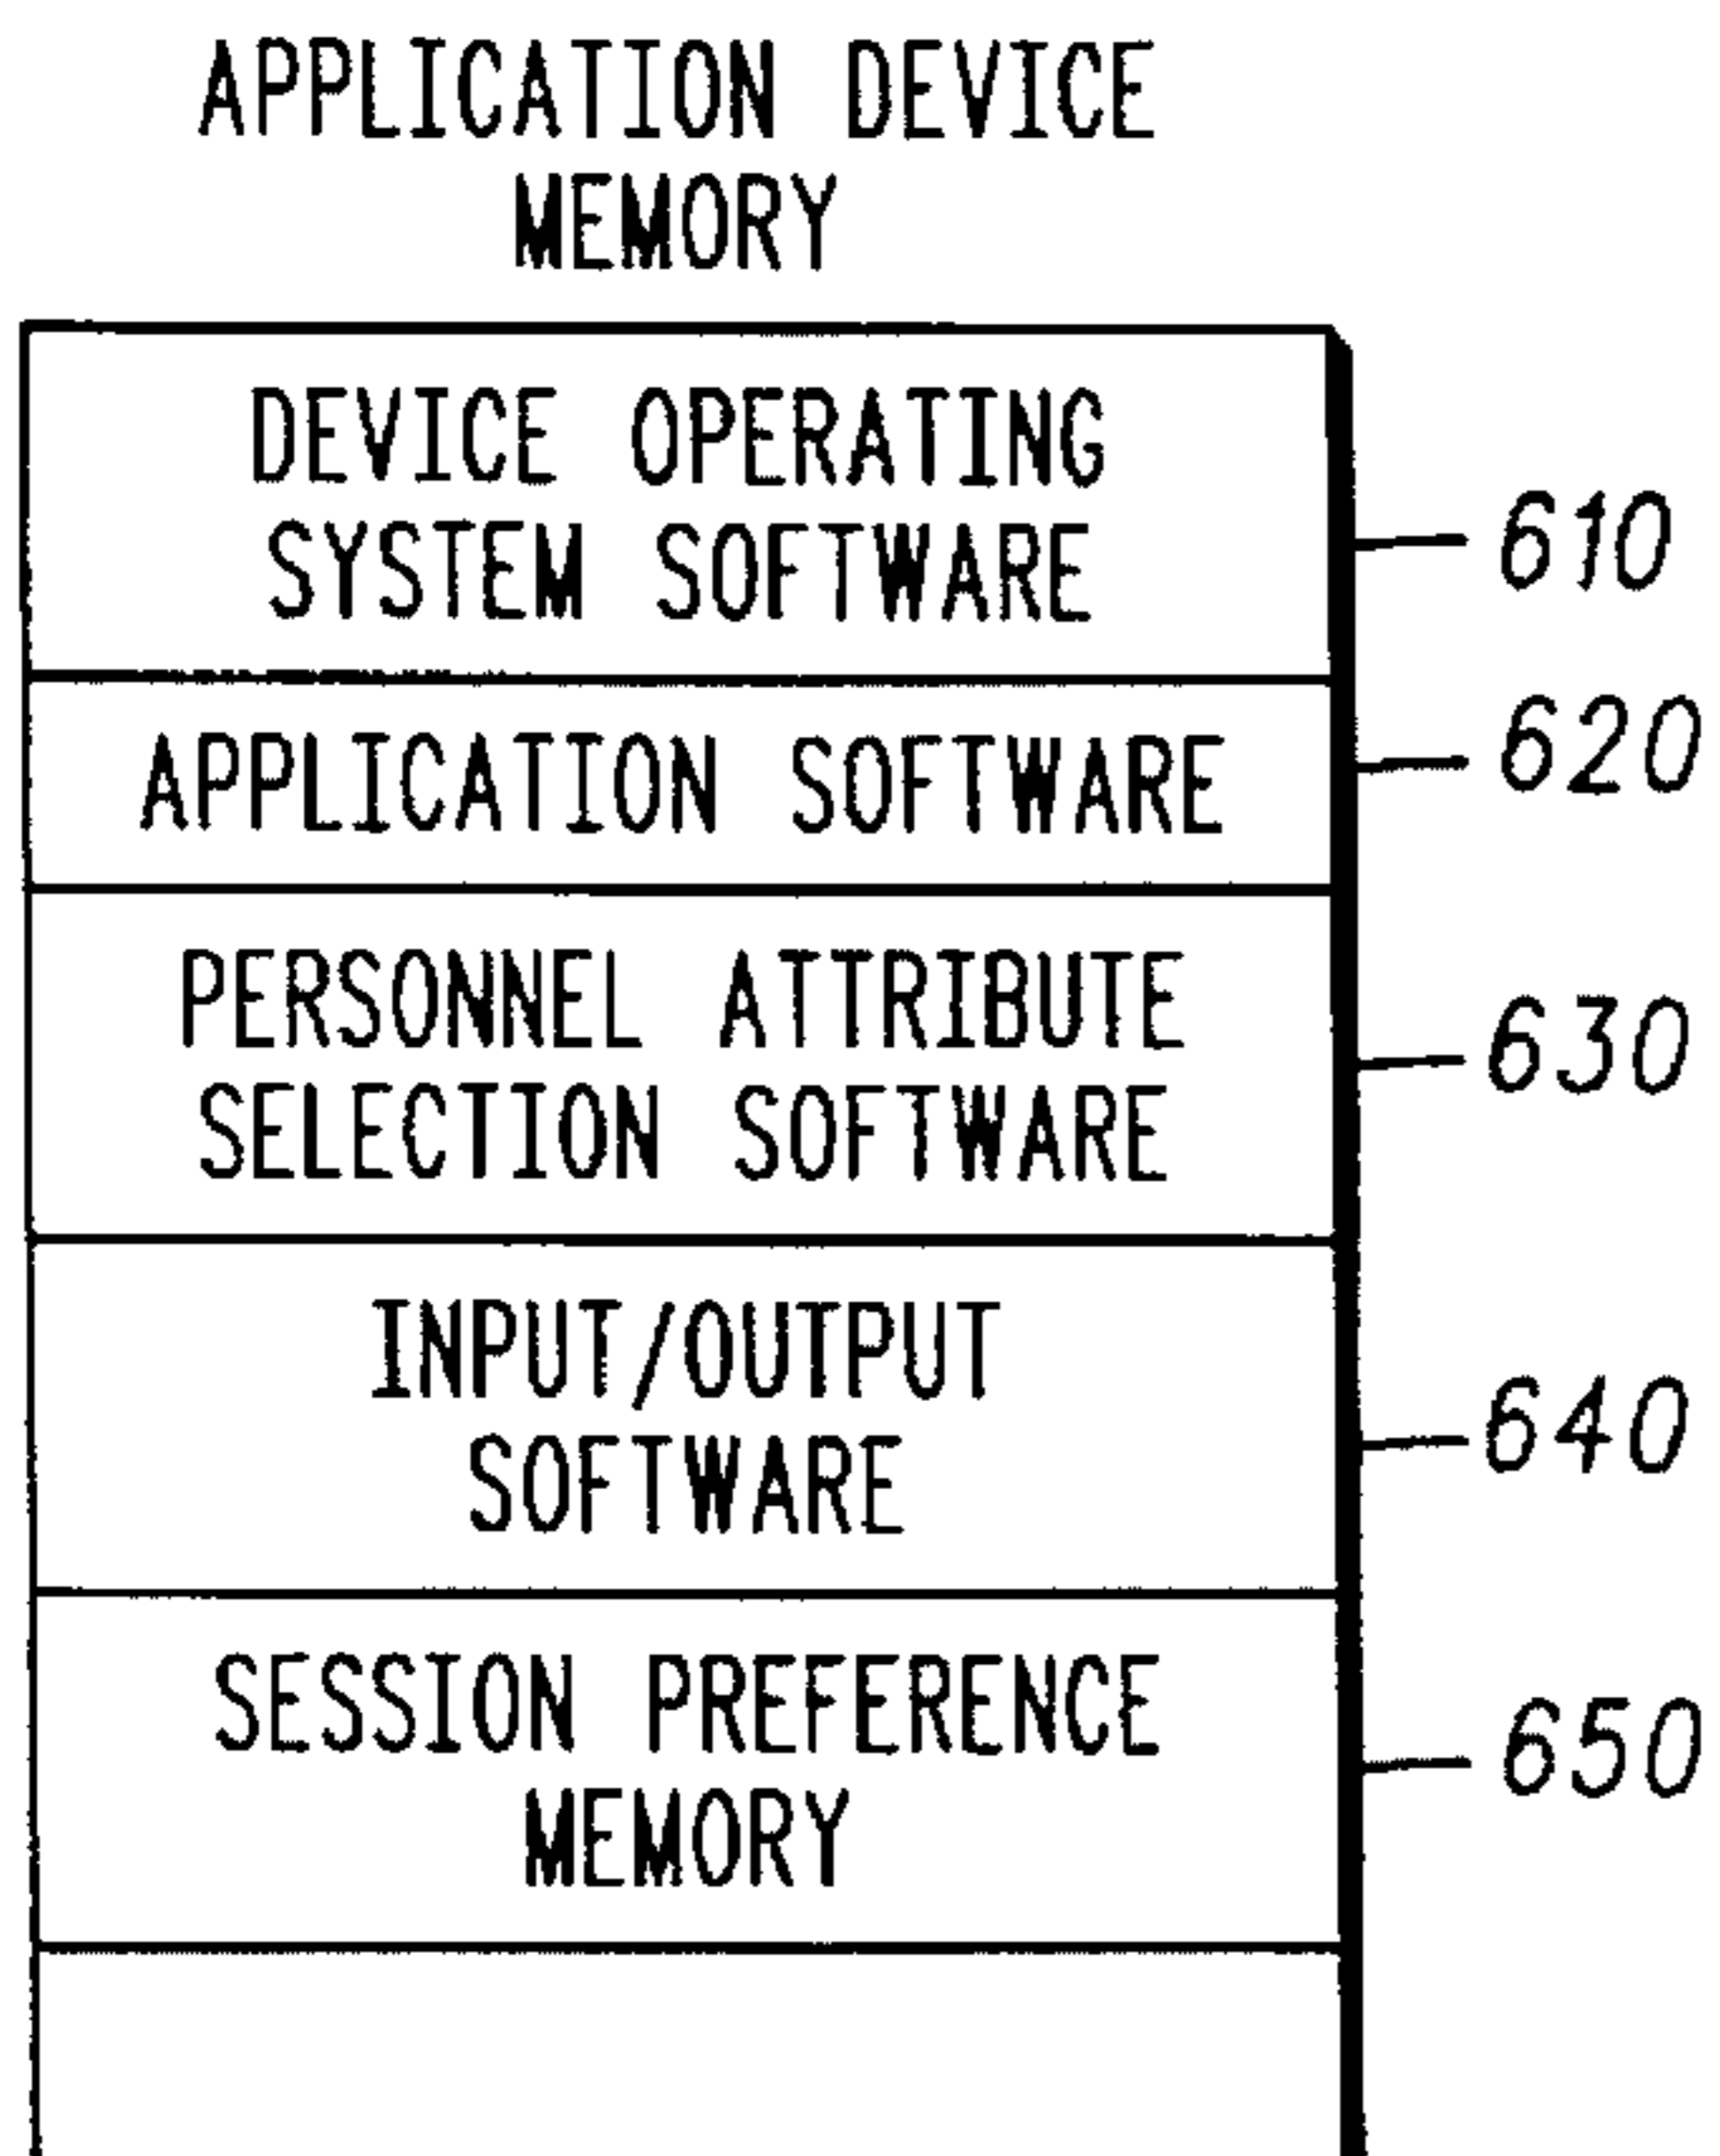 APPLICATION DEVICE
MEMORY
DEVICE OPERATING
SYSTEM SOFTWARE
610
APPLICATION SOFTWARE
620
PERSONNEL ATTRIBUTE
SELECTION SOFTWARE
630
INPUT/OUTPUT
SOFTWARE
640
SESSION PREFERENCE
MEMORY
650